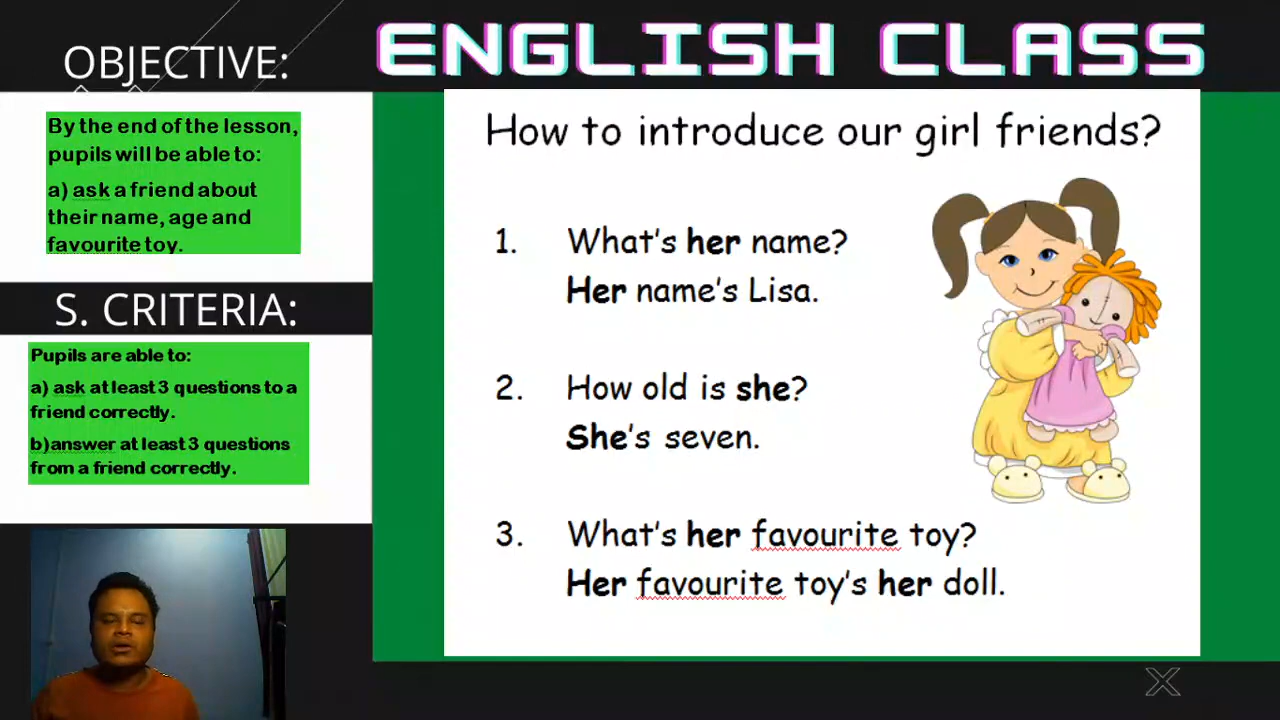 OBJECTIVE:
ENGLISH CLASS
By the end of the lesson,
pupils will be able to:
a) ask a friend about
their name, age and
favourite toy.
S. CRITERIA:
Pupils are able to:
a) ask at least 3 questions to a
friend correctly.
b)answer at least 3 questions
from a friend correctly.
How to introduce our girl friends?
1. What's her name?
Her name's Lisa.
2. How old is she?
She's seven.
3. What's her favourite toy?
Her favourite toy's her doll.